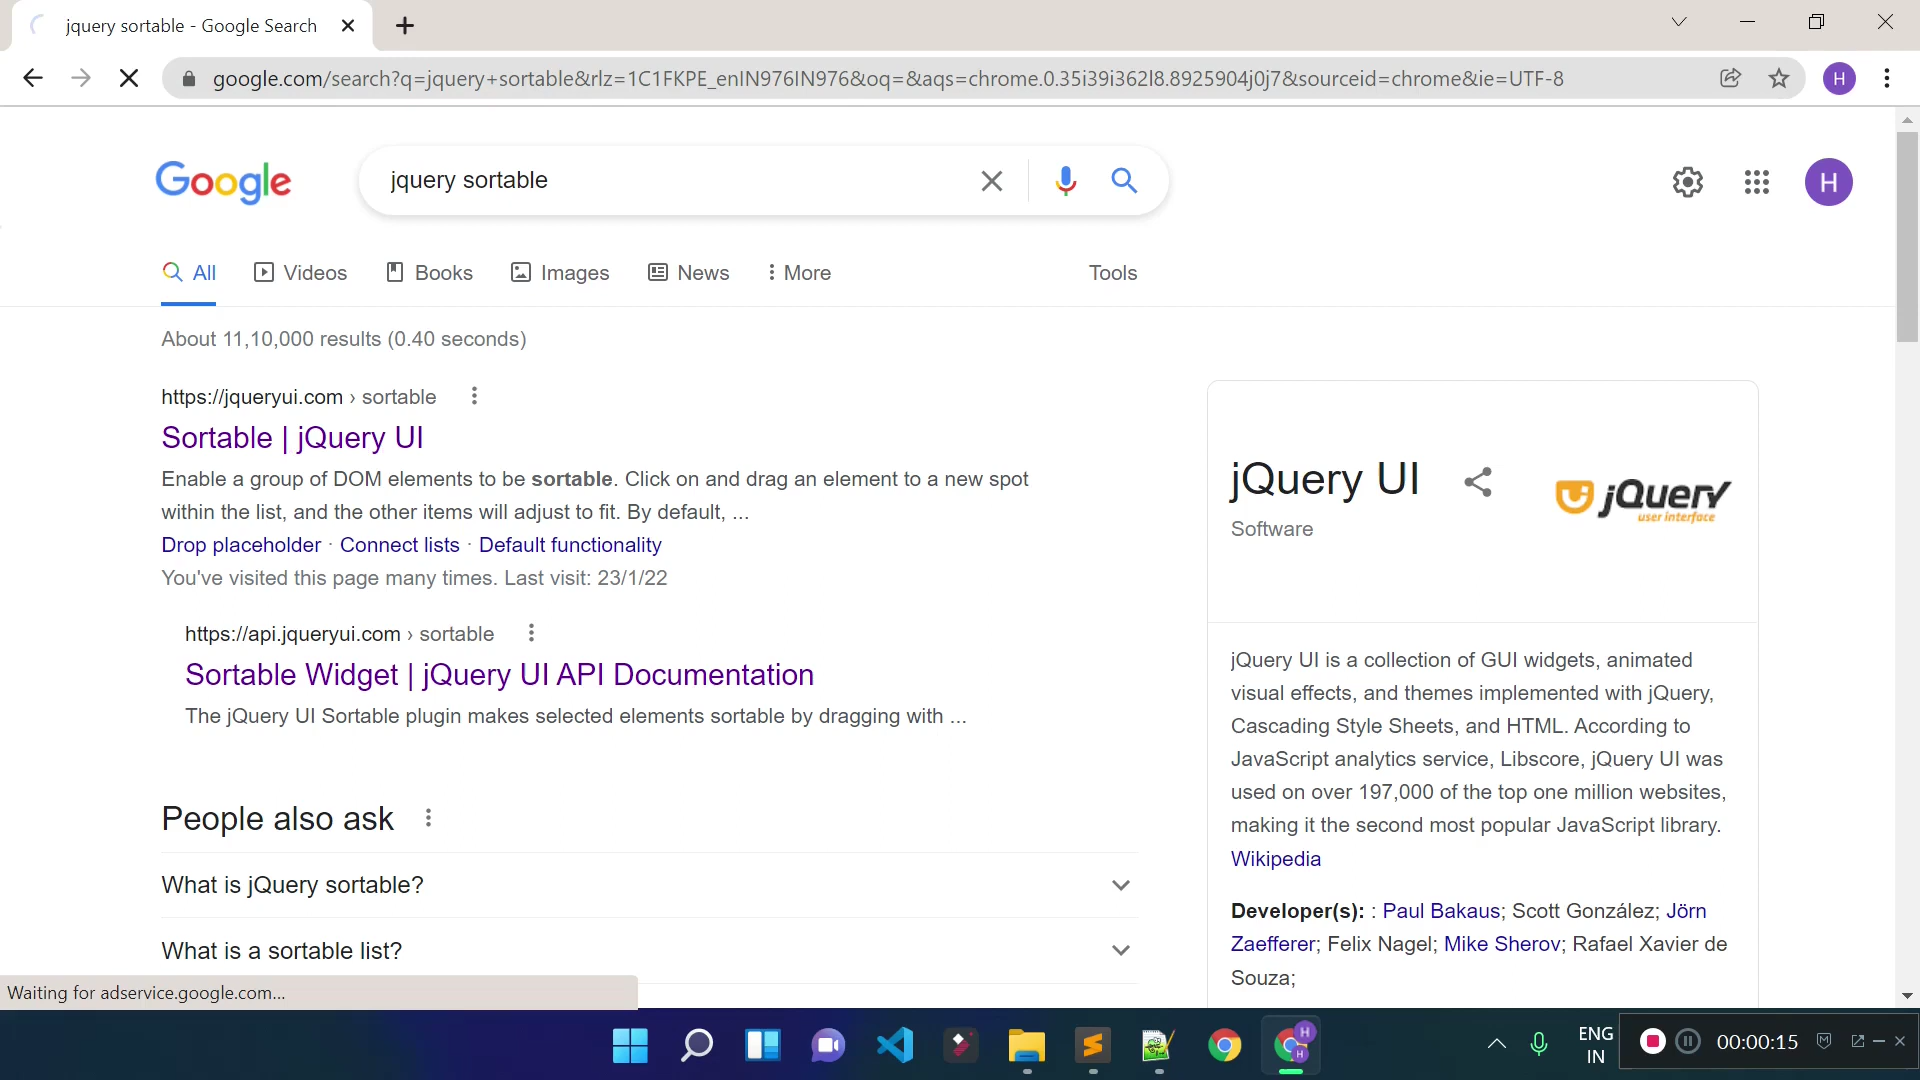 jquery sortable - Google Search
google.com/search?q=jquery+sortable&rlz=1C1FKPE_enIN976IN976&oq=&aqs=chrome.0.35i39i362l8.8925904j0j7&sourceid=chrome&ie=UTF-8
H
Google
jquery sortable
H
All
Videos
Books
Images
News
More
Tools
About 11,10,000 results (0.40 seconds)
https://jqueryui.com › sortable
Sortable | jQuery UI
Enable a group of DOM elements to be sortable. Click on and drag an element to a new spot
within the list, and the other items will adjust to fit. By default, ...
Drop placeholder · Connect lists · Default functionality
You've visited this page many times. Last visit: 23/1/22
https://api.jqueryui.com › sortable
Sortable Widget | jQuery UI API Documentation
The jQuery UI Sortable plugin makes selected elements sortable by dragging with ...
People also ask
What is jQuery sortable?
What is a sortable list?
jQuery UI
Software
jQuery
user interface
jQuery UI is a collection of GUI widgets, animated
visual effects, and themes implemented with jQuery,
Cascading Style Sheets, and HTML. According to
JavaScript analytics service, Libscore, jQuery UI was
used on over 197,000 of the top one million websites,
making it the second most popular JavaScript library.
Wikipedia
Developer(s): : Paul Bakaus; Scott González; Jörn
Zaefferer; Felix Nagel; Mike Sherov; Rafael Xavier de
Souza;
Waiting for adservice.google.com...
H
H
ENG
IN
00:00:15